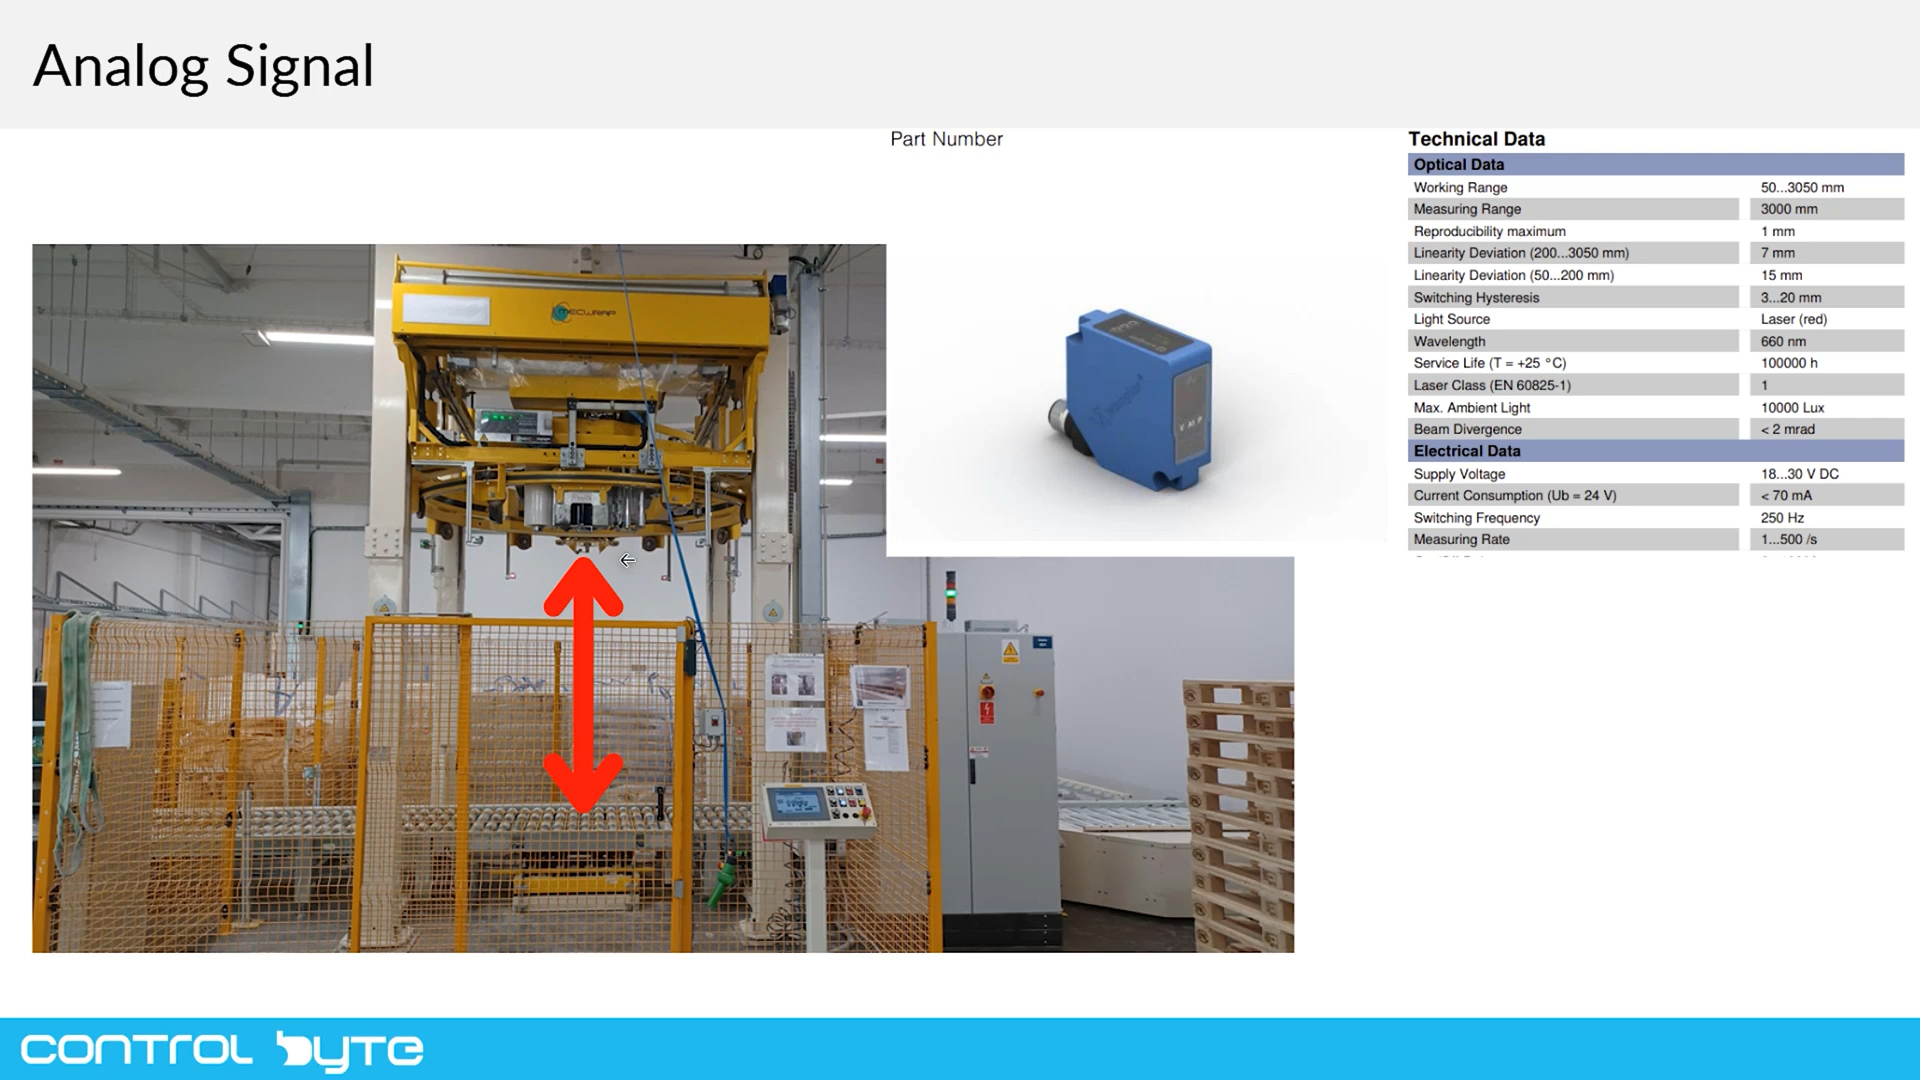 Analog Signal
Part Number
MECWRAP
Technical Data
Optical Data
Working Range 50...3050 mm
Measuring Range 3000 mm
Reproducibility maximum 1 mm
Linearity Deviation (200...3050 mm) 7 mm
Linearity Deviation (50...200 mm) 15 mm
Switching Hysteresis 3...20 mm
Light Source Laser (red)
Wavelength 660 nm
Service Life (T = +25 °C) 100000 h
Laser Class (EN 60825-1) 1
Max. Ambient Light 10000 Lux
Beam Divergence < 2 mrad
Electrical Data
Supply Voltage 18...30 V DC
Current Consumption (Ub = 24 V) < 70 mA
Switching Frequency 250 Hz
Measuring Rate 1...500 /s
CONTROL BYTE